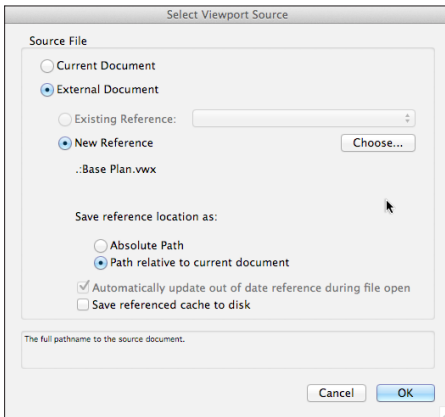 Select Viewport Source
Source File
Current Document
External Document
Existing Reference:
New Reference
Choose...
.:Base Plan.vwx
Save reference location as:
Absolute Path
Path relative to current document
Automatically update out of date reference during file open
Save referenced cache to disk
The full pathname to the source document.
Cancel
OK